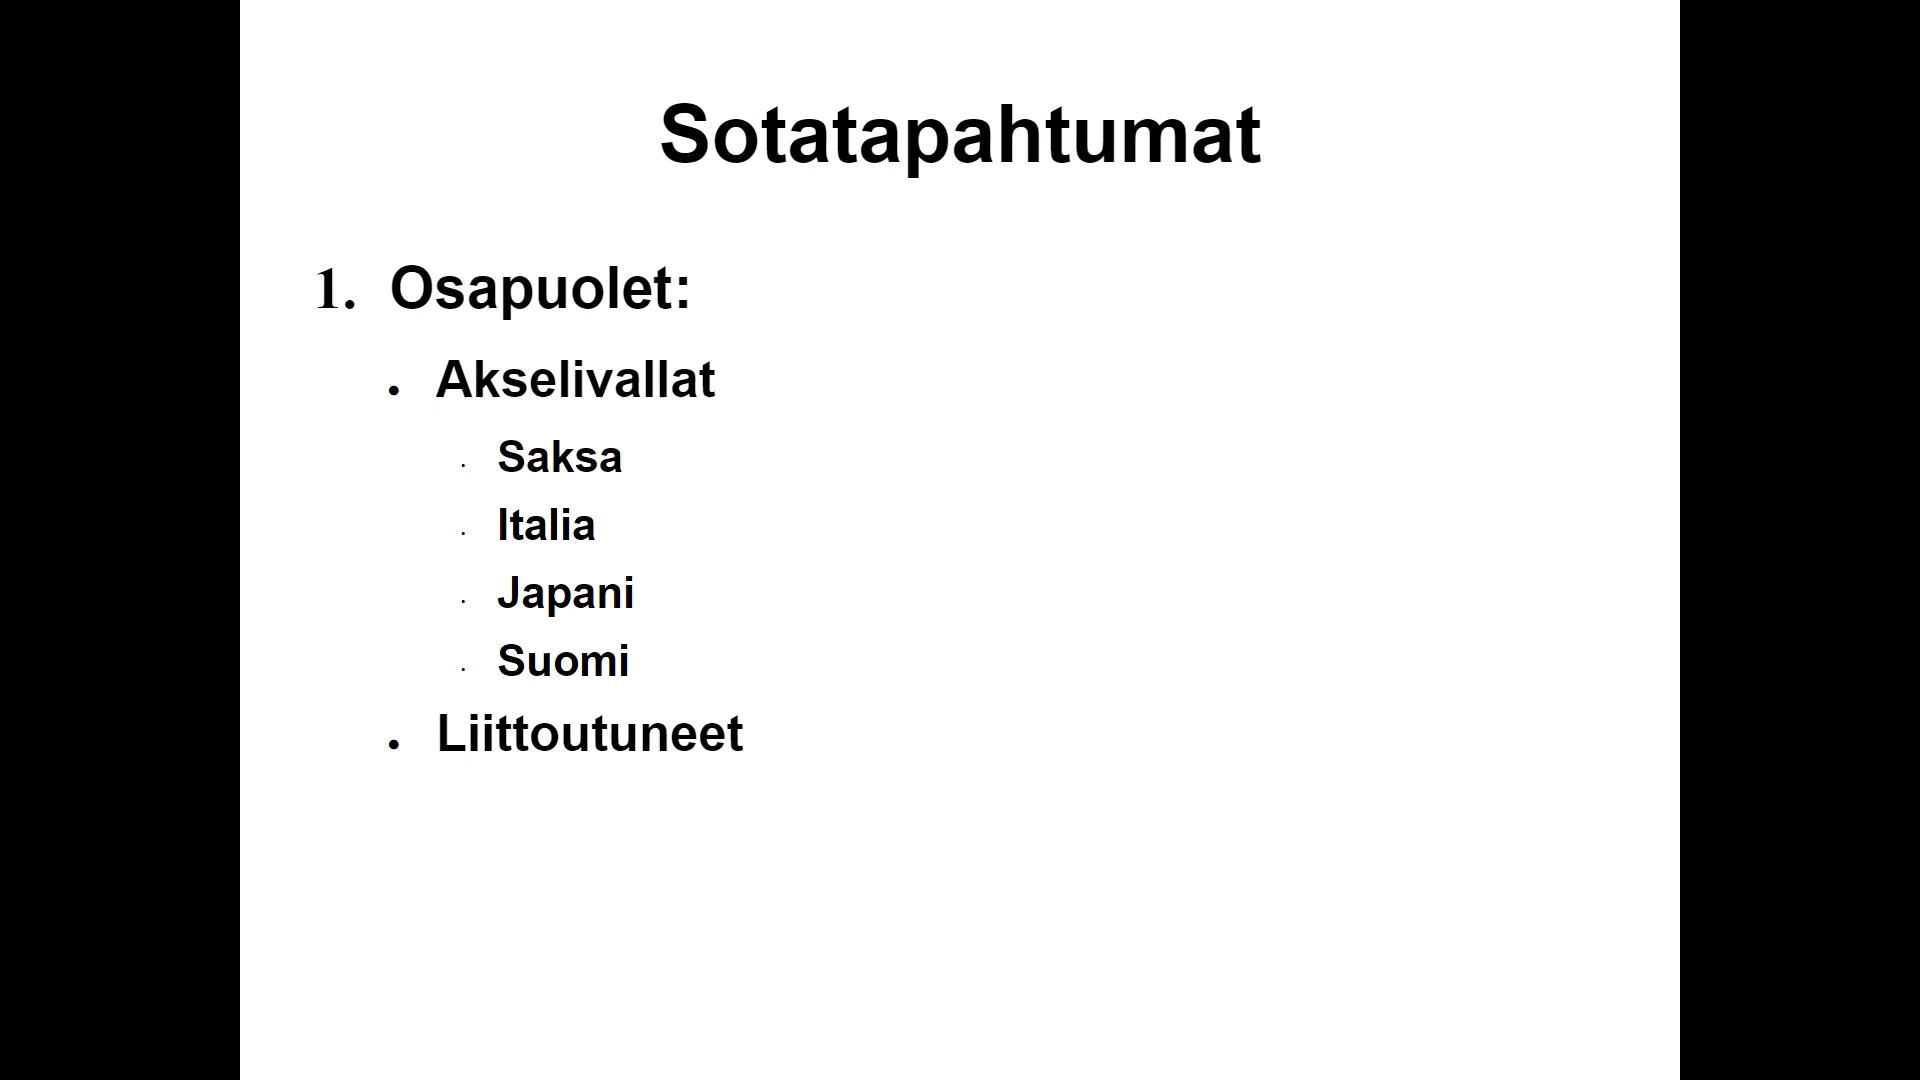 Sotatapahtumat
1. Osapuolet:
● Akselivallat
· Saksa
· Italia
· Japani
· Suomi
● Liittoutuneet